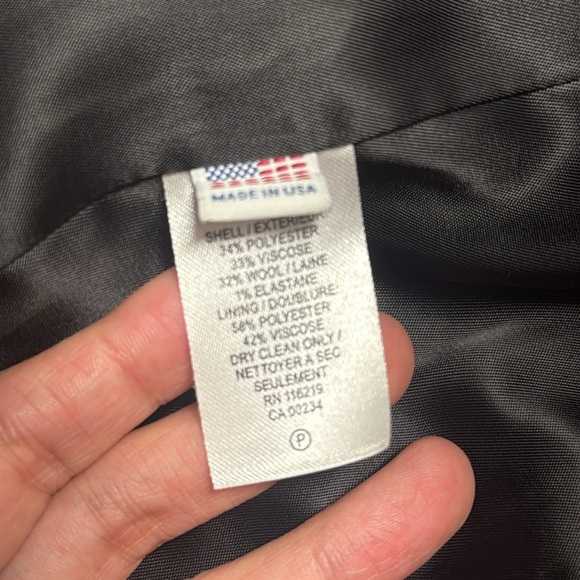 MADE IN USA
SHELL / EXTERIEUR
34% POLYESTER
33% VISCOSE
32% WOOL / LAINE
1% ELASTANE
LINING / DOUBLURE
58% POLYESTER
42% VISCOSE
DRY CLEAN ONLY /
NETTOYER A SEC
SEULEMENT
RN 116219
CA 00234
P